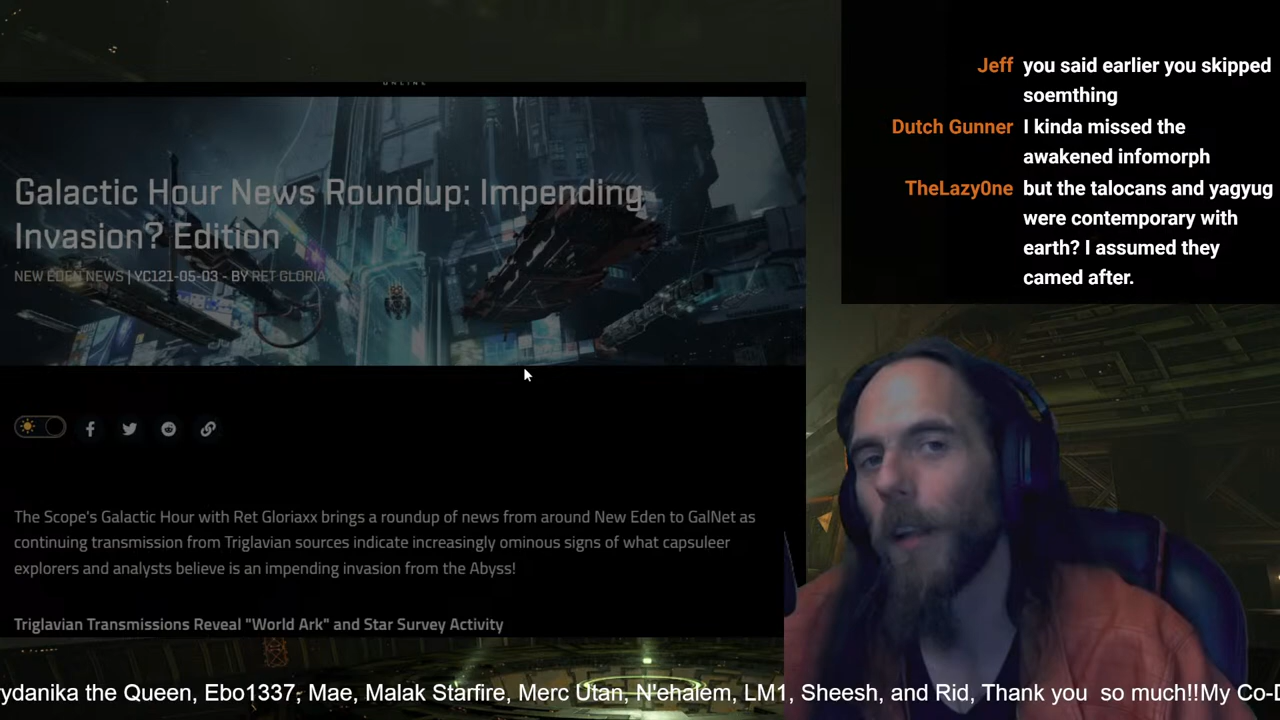 ONLINE
Galactic Hour News Roundup: Impending
Invasion? Edition
NEW EDEN NEWS | YC121-05-03 - BY RET GLORIAXX
The Scope's Galactic Hour with Ret Gloriaxx brings a roundup of news from around New Eden to GalNet as
continuing transmission from Triglavian sources indicate increasingly ominous signs of what capsuleer
explorers and analysts believe is an impending invasion from the Abyss!
Triglavian Transmissions Reveal "World Ark" and Star Survey Activity
Jeff you said earlier you skipped
soemthing
Dutch Gunner I kinda missed the
awakened infomorph
TheLazy0ne but the talocans and yagyug
were contemporary with
earth? I assumed they
camed after.
rydanika the Queen, Ebo1337, Mae, Malak Starfire, Merc Utan, N'ehalem, LM1, Sheesh, and Rid, Thank you so much!!My Co-D